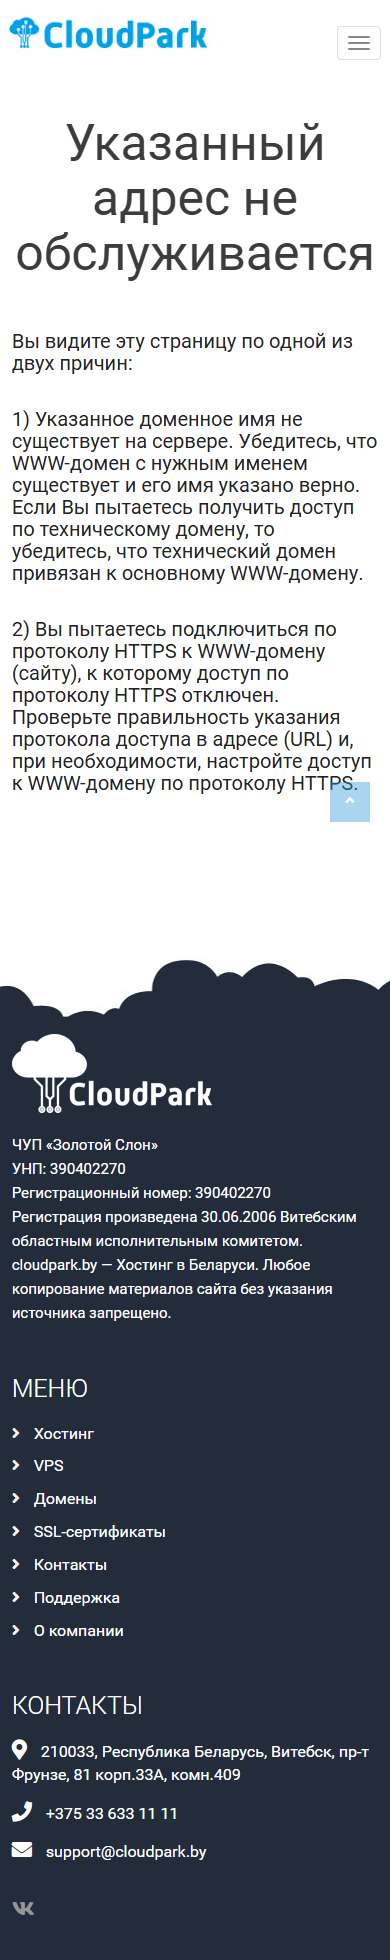 CloudPark
Указанный
адрес не
обслуживается
Вы видите эту страницу по одной из
двух причин:
1) Указанное доменное имя не
существует на сервере. Убедитесь, что
WWW-домен с нужным именем
существует и его имя указано верно.
Если Вы пытаетесь получить доступ
по техническому домену, то
убедитесь, что технический домен
привязан к основному WWW-домену.
2) Вы пытаетесь подключиться по
протоколу HTTPS к WWW-домену
(сайту), к которому доступ по
протоколу HTTPS отключен.
Проверьте правильность указания
протокола доступа в адресе (URL) и,
при необходимости, настройте доступ
к WWW-домену по протоколу HTTPS.
CloudPark
ЧУП «Золотой Слон»
УНП: 390402270
Регистрационный номер: 390402270
Регистрация произведена 30.06.2006 Витебским
областным исполнительным комитетом.
cloudpark.by — Хостинг в Беларуси. Любое
копирование материалов сайта без указания
источника запрещено.
МЕНЮ
Хостинг
VPS
Домены
SSL-сертификаты
Контакты
Поддержка
О компании
КОНТАКТЫ
210033, Республика Беларусь, Витебск, пр-т
Фрунзе, 81 корп.33А, комн.409
+375 33 633 11 11
support@cloudpark.by